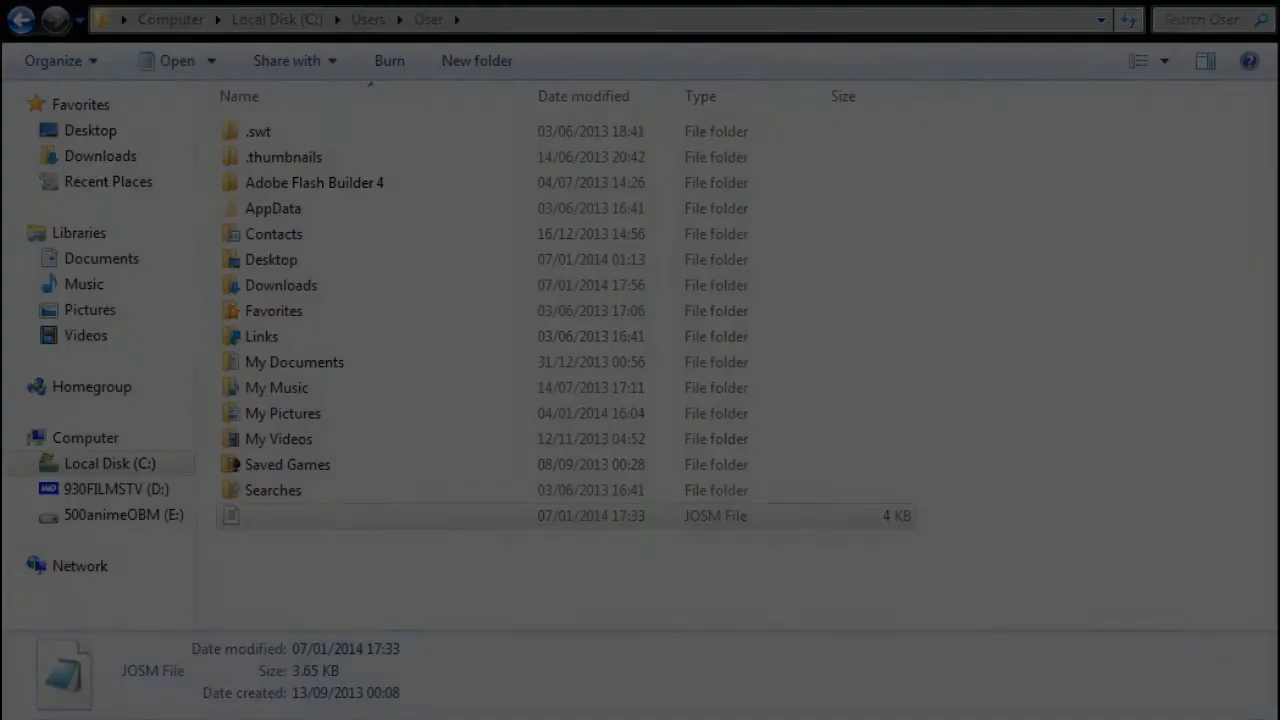 Computer Local Disk (C:) Users Oser Search Oser
Organize Open Share with Burn New folder
Name Date modified Type Size
Favorites
Desktop
Downloads
Recent Places
Libraries
Documents
Music
Pictures
Videos
Homegroup
Computer
Local Disk (C:)
930FILMSTV (D:)
500animeOBM (E:)
Network
.swt 03/06/2013 18:41 File folder
.thumbnails 14/06/2013 20:42 File folder
Adobe Flash Builder 4 04/07/2013 14:26 File folder
AppData 03/06/2013 16:41 File folder
Contacts 16/12/2013 14:56 File folder
Desktop 07/01/2014 01:13 File folder
Downloads 07/01/2014 17:56 File folder
Favorites 03/06/2013 17:06 File folder
Links 03/06/2013 16:41 File folder
My Documents 31/12/2013 00:56 File folder
My Music 14/07/2013 17:11 File folder
My Pictures 04/01/2014 16:04 File folder
My Videos 12/11/2013 04:52 File folder
Saved Games 08/09/2013 00:28 File folder
Searches 03/06/2013 16:41 File folder
07/01/2014 17:33 JOSM File 4 KB
Date modified: 07/01/2014 17:33
JOSM File Size: 3.65 KB
Date created: 13/09/2013 00:08